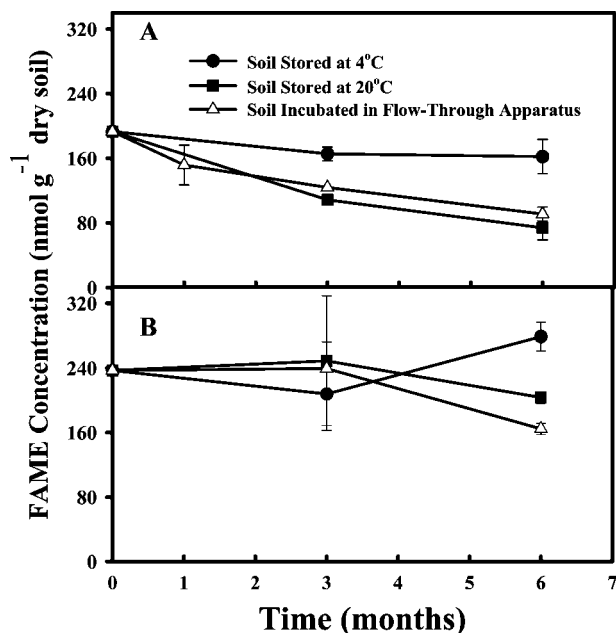 320
A
Soil Stored at 4°C
Soil Stored at 20°C
Soil Incubated in Flow-Through Apparatus
240
160
80
0
320
B
240
160
80
0
0 1 2 3 4 5 6 7
Time (months)
FAME Concentration (nmol g⁻¹ dry soil)